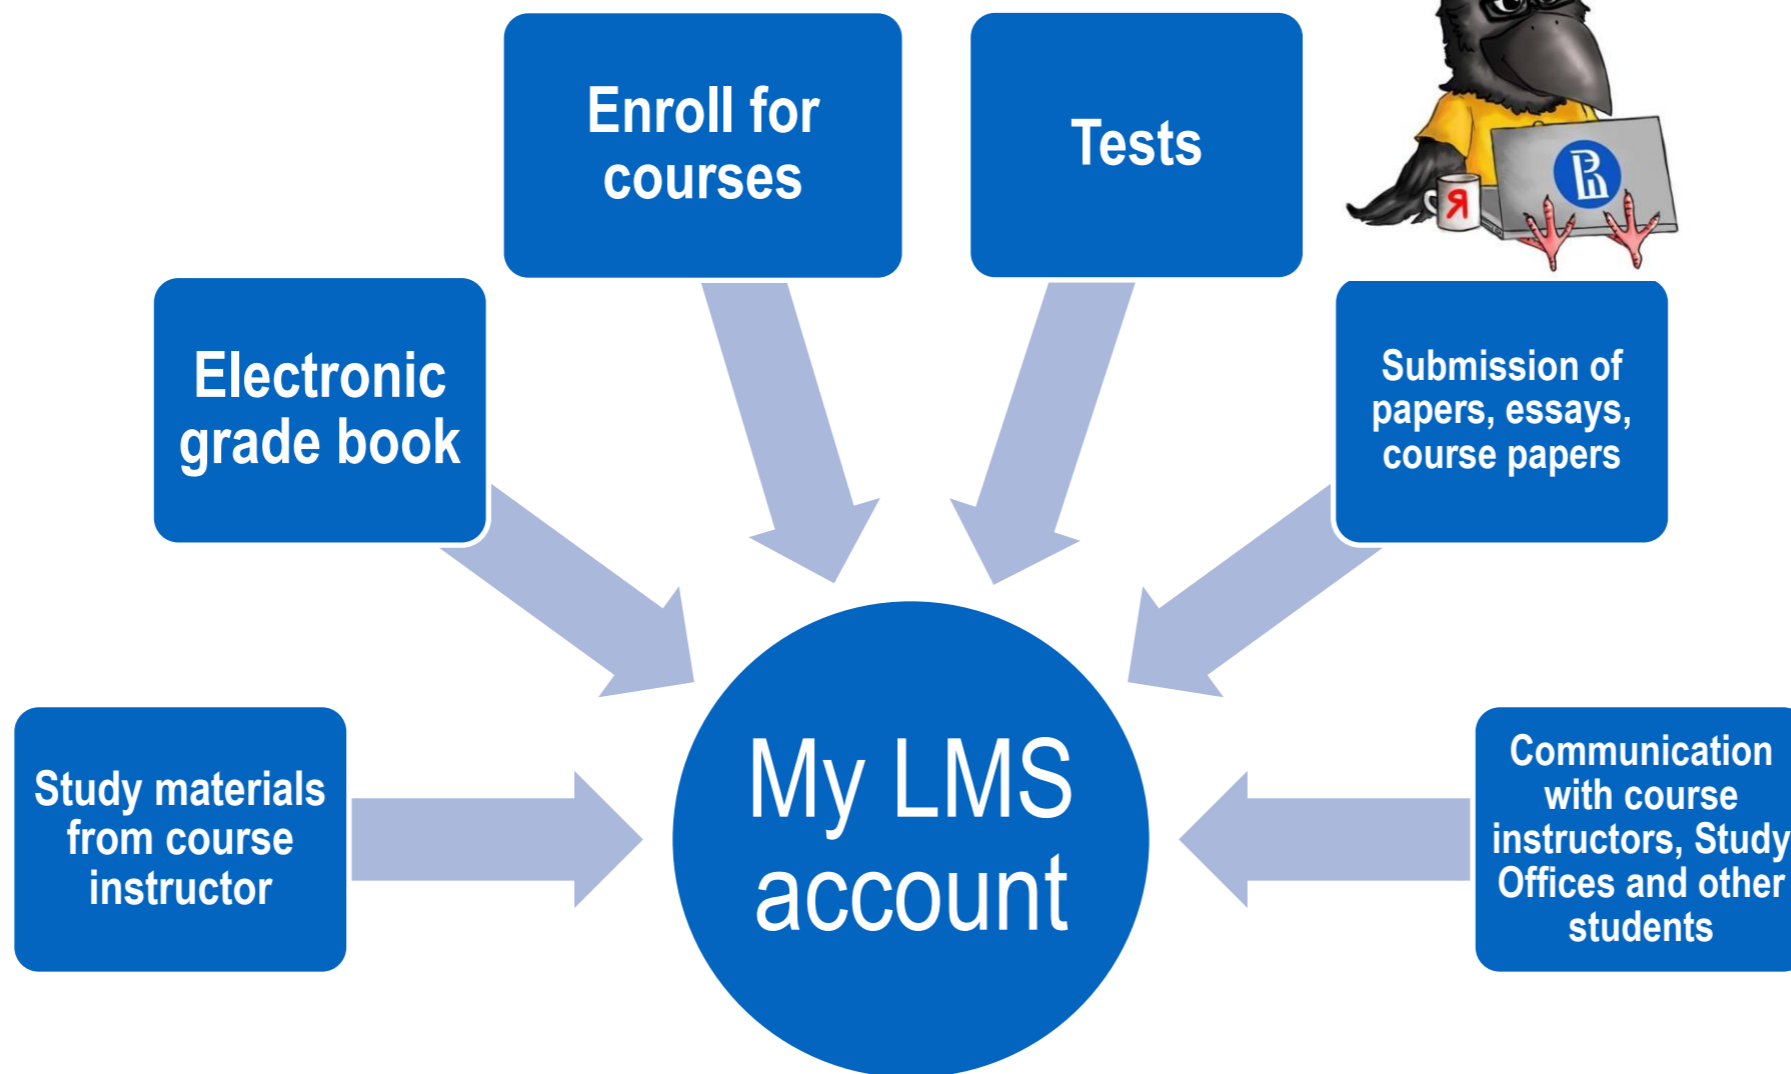 Enroll for
courses
Tests
Я
Electronic
grade book
Submission of
papers, essays,
course papers
Study materials
from course
instructor
My LMS
account
Communication
with course
instructors, Study
Offices and other
students